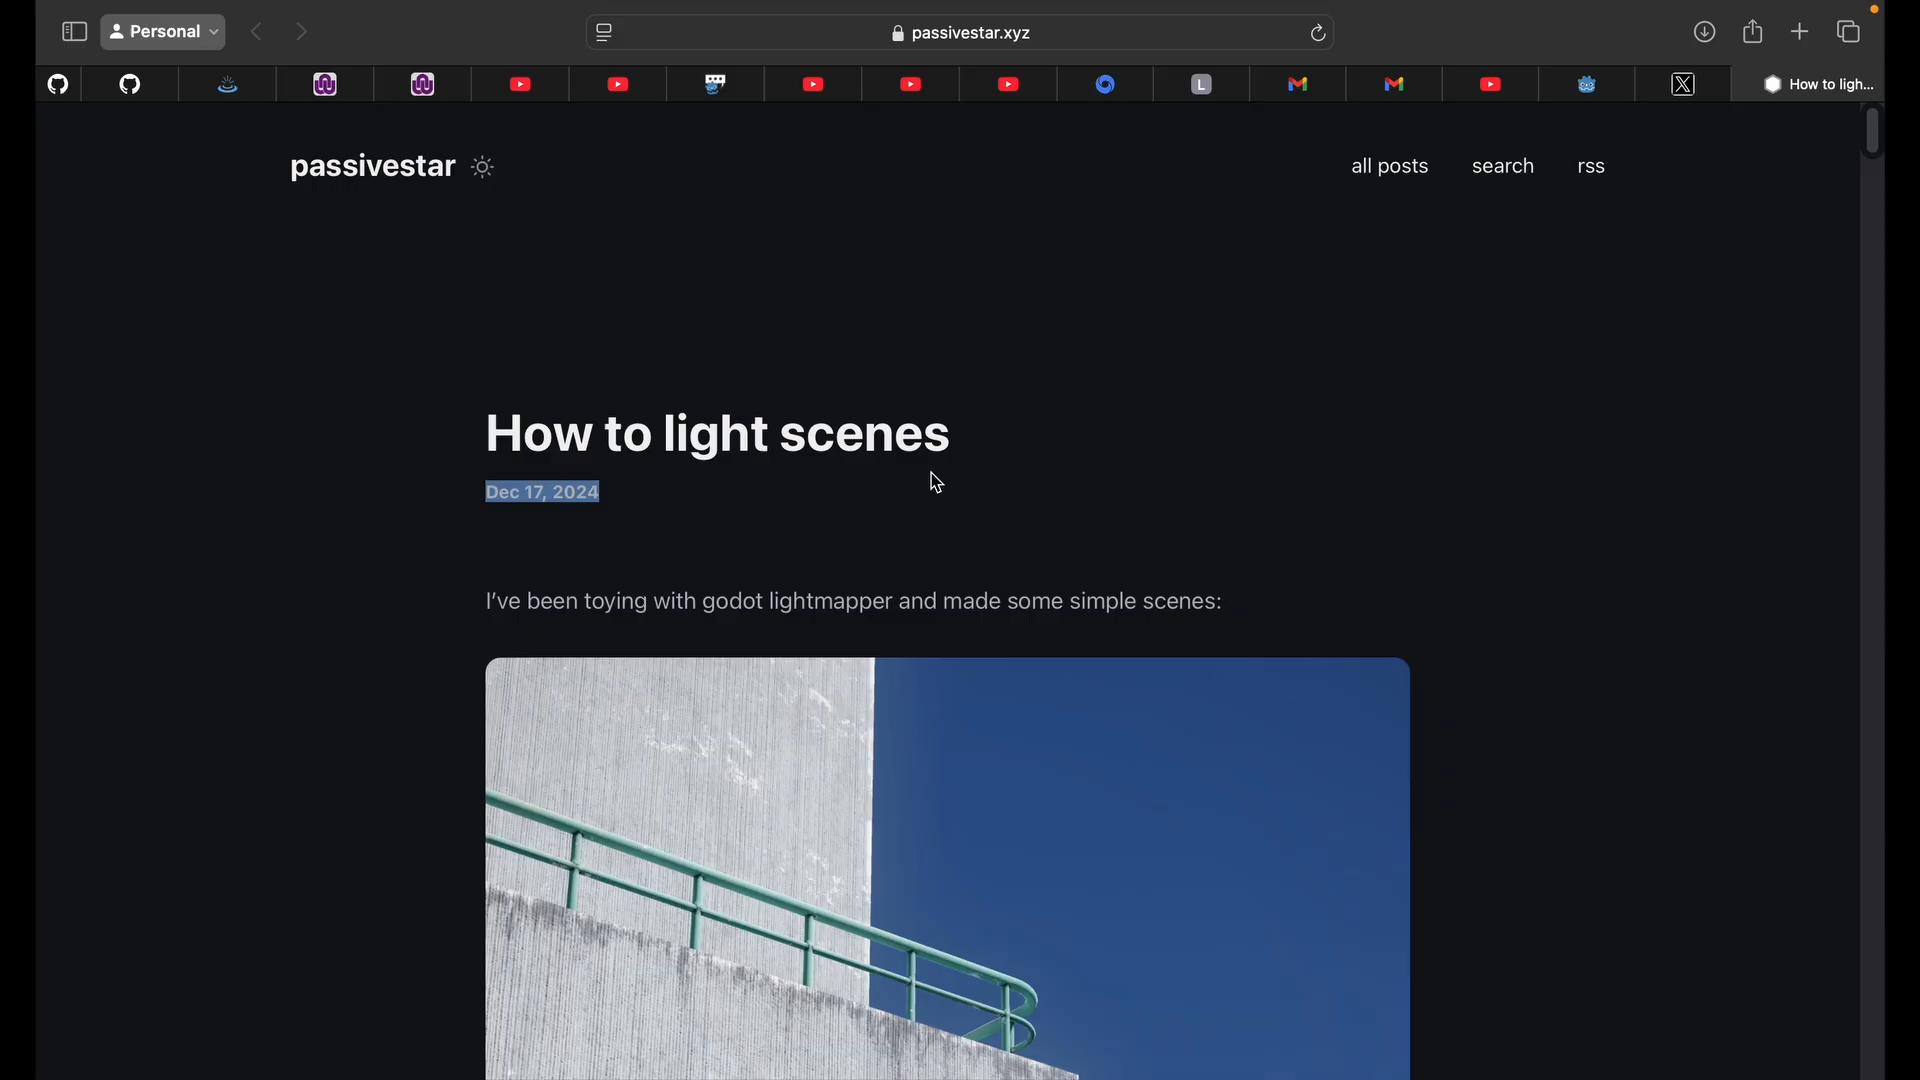 Personal
passivestar.xyz
L
How to ligh...
passivestar
all posts
search
rss
How to light scenes
Dec 17, 2024
I've been toying with godot lightmapper and made some simple scenes: